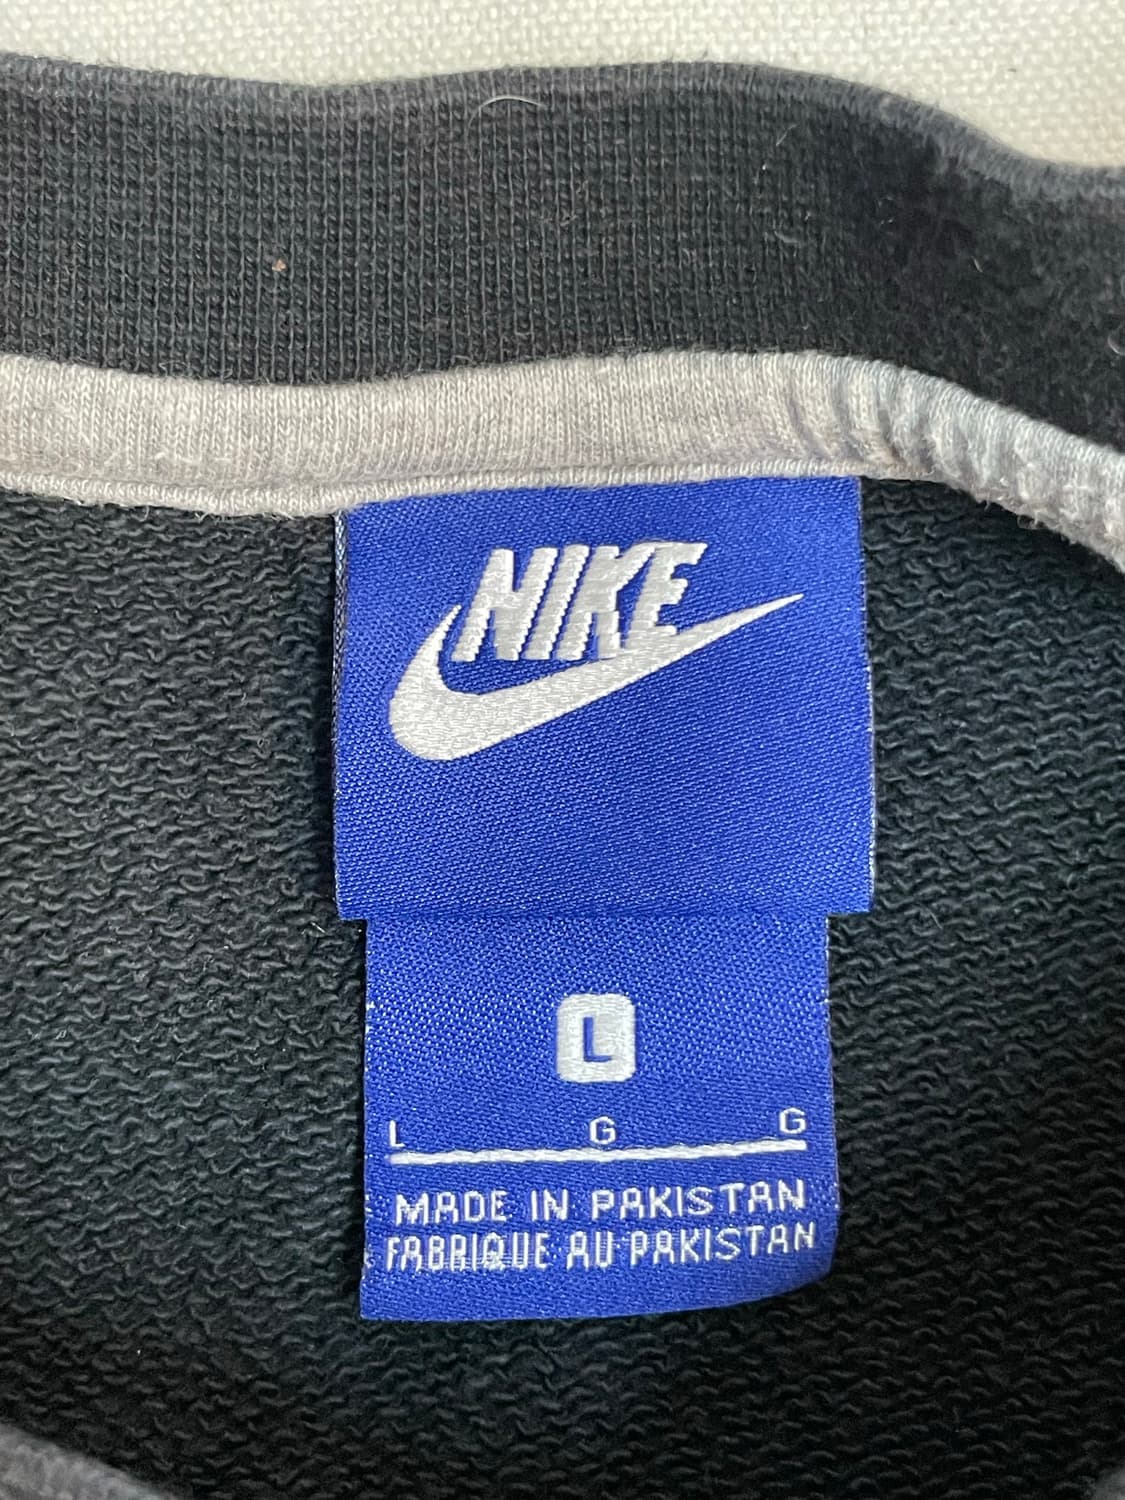 NIKE
L
L G G
MADE IN PAKISTAN
FABRIQUE AU PAKISTAN